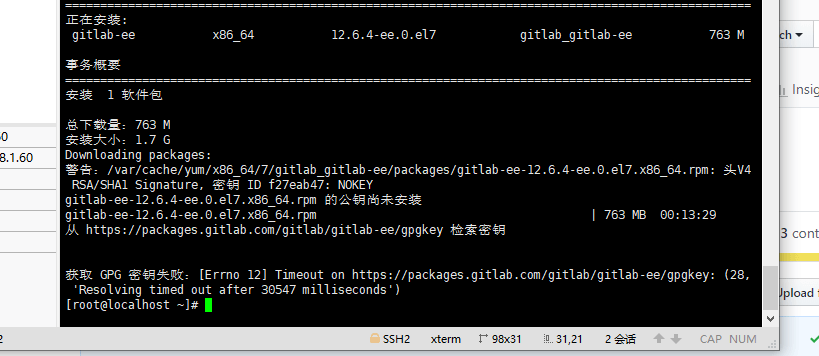 正在安装:
gitlab-ee x86_64 12.6.4-ee.0.el7 gitlab_gitlab-ee 763 M
事务概要
安装 1 软件包
总下载量：763 M
安装大小：1.7 G
Downloading packages:
警告：/var/cache/yum/x86_64/7/gitlab_gitlab-ee/packages/gitlab-ee-12.6.4-ee.0.el7.x86_64.rpm: 头V4
RSA/SHA1 Signature, 密钥 ID f27eab47: NOKEY
gitlab-ee-12.6.4-ee.0.el7.x86_64.rpm 的公钥尚未安装
gitlab-ee-12.6.4-ee.0.el7.x86_64.rpm | 763 MB 00:13:29
从 https://packages.gitlab.com/gitlab/gitlab-ee/gpgkey 检索密钥
获取 GPG 密钥失败：[Errno 12] Timeout on https://packages.gitlab.com/gitlab/gitlab-ee/gpgkey: (28,
'Resolving timed out after 30547 milliseconds')
[root@localhost ~]#
SSH2 xterm 98x31 31,21 2 会话 CAP NUM
60
8.1.60
2
ch
Insig
3 cont
Upload f